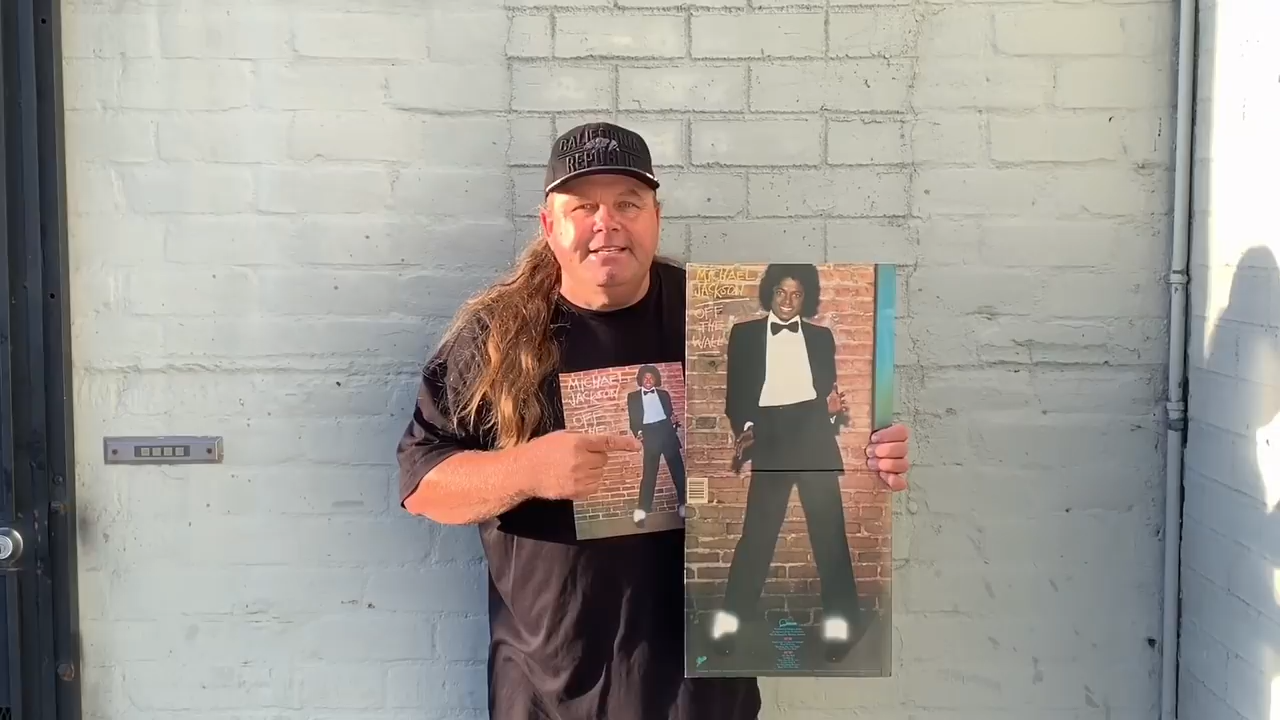 CALIFORNIA
REPUBLIC
MICHAEL
JACKSON
OFF
THE
WALL
MICHAEL
JACKSON
OFF
THE